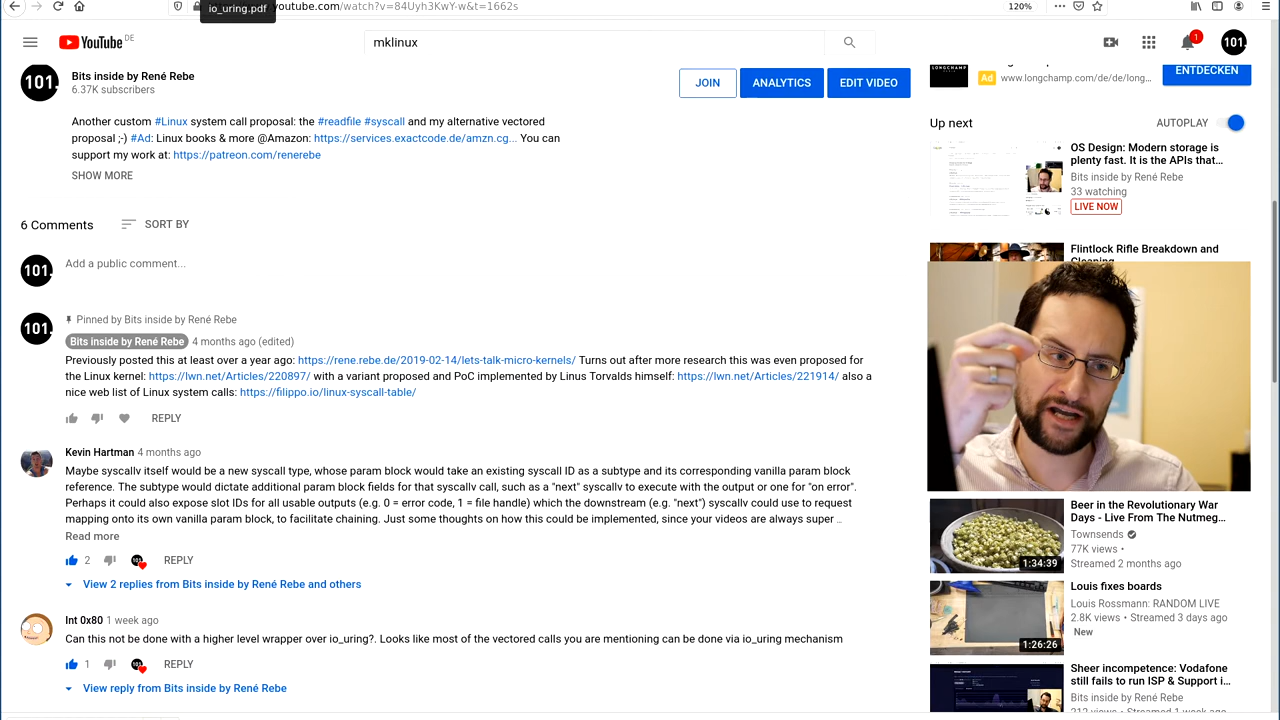 io_uring.pdf
youtube.com/watch?v=84Uyh3KwY-w&t=1662s
120%
YouTube DE
mklinux
1
101.
101.
Bits inside by René Rebe
6.37K subscribers
JOIN
ANALYTICS
EDIT VIDEO
Another custom #Linux system call proposal: the #readfile #syscall and my alternative vectored
proposal ;-) #Ad: Linux books & more @Amazon: https://services.exactcode.de/amzn.cg... You can
my work at: https://patreon.com/renerebe
SHOW MORE
6 Comments
SORT BY
101.
Add a public comment...
101.
Pinned by Bits inside by René Rebe
Bits inside by René Rebe 4 months ago (edited)
Previously posted this at least over a year ago: https://rene.rebe.de/2019-02-14/lets-talk-micro-kernels/ Turns out after more research this was even proposed for
the Linux kernel: https://lwn.net/Articles/220897/ with a variant proposed and PoC implemented by Linus Torvalds himself: https://lwn.net/Articles/221914/ also a
nice web list of Linux system calls: https://filippo.io/linux-syscall-table/
REPLY
Kevin Hartman 4 months ago
Maybe syscallv itself would be a new syscall type, whose param block would take an existing syscall ID as a subtype and its corresponding vanilla param block
reference. The subtype would dictate additional param block fields for that syscallv call, such as a "next" syscallv to execute with the output or one for "on error".
Perhaps it could also expose slot IDs for all usable outputs (e.g. 0 = error code, 1 = file handle) which the downstream (e.g. "next") syscallv could use to request
mapping onto its own vanilla param block, to facilitate chaining. Just some thoughts on how this could be implemented, since your videos are always super ..
Read more
2
REPLY
View 2 replies from Bits inside by René Rebe and others
Int 0x80 1 week ago
Can this not be done with a higher level wrapper over io_uring?. Looks like most of the vectored calls you are mentioning can be done via io_uring mechanism
1
REPLY
reply from Bits inside by René Rebe
LONGCHAMP
Ad www.longchamp.com/de/de/long...
ENTDECKEN
Up next
AUTOPLAY
OS Dev: Modern storage,
plenty APIs that
Bits inside by René Rebe
33 watching
LIVE NOW
Flintlock Rifle Breakdown and
Cleaning
1:34:39
Beer in the Revolutionary War
Days - Live From The Nutmeg...
Townsends
77K views •
Streamed 2 months ago
1:26:26
Louis fixes boards
Louis Rossmann: RANDOM LIVE
2.8K views • Streamed 3 days ago
New
Sheer incompetence: Vodafone
still fails to ISP & Support in
Bits inside by René Rebe
212 views • Streamed 1 week ago